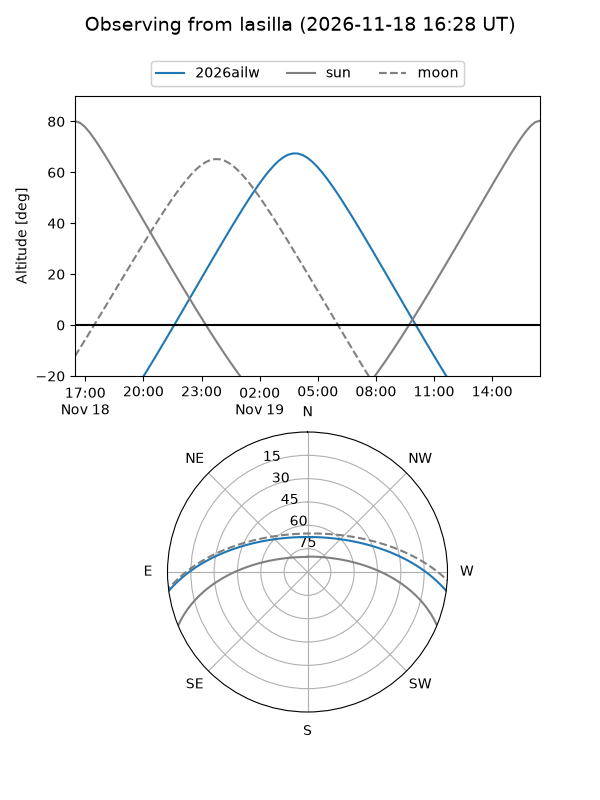 Observing from lasilla (2026-11-18 16:28 UT)
2026ailw sun moon
Altitude [deg]
80
60
40
20
0
−20
17:00 20:00 23:00 02:00 05:00 08:00 11:00 14:00
Nov 18 Nov 19
N
NE NW
15
30
45
60
75
E W
SE SW
S